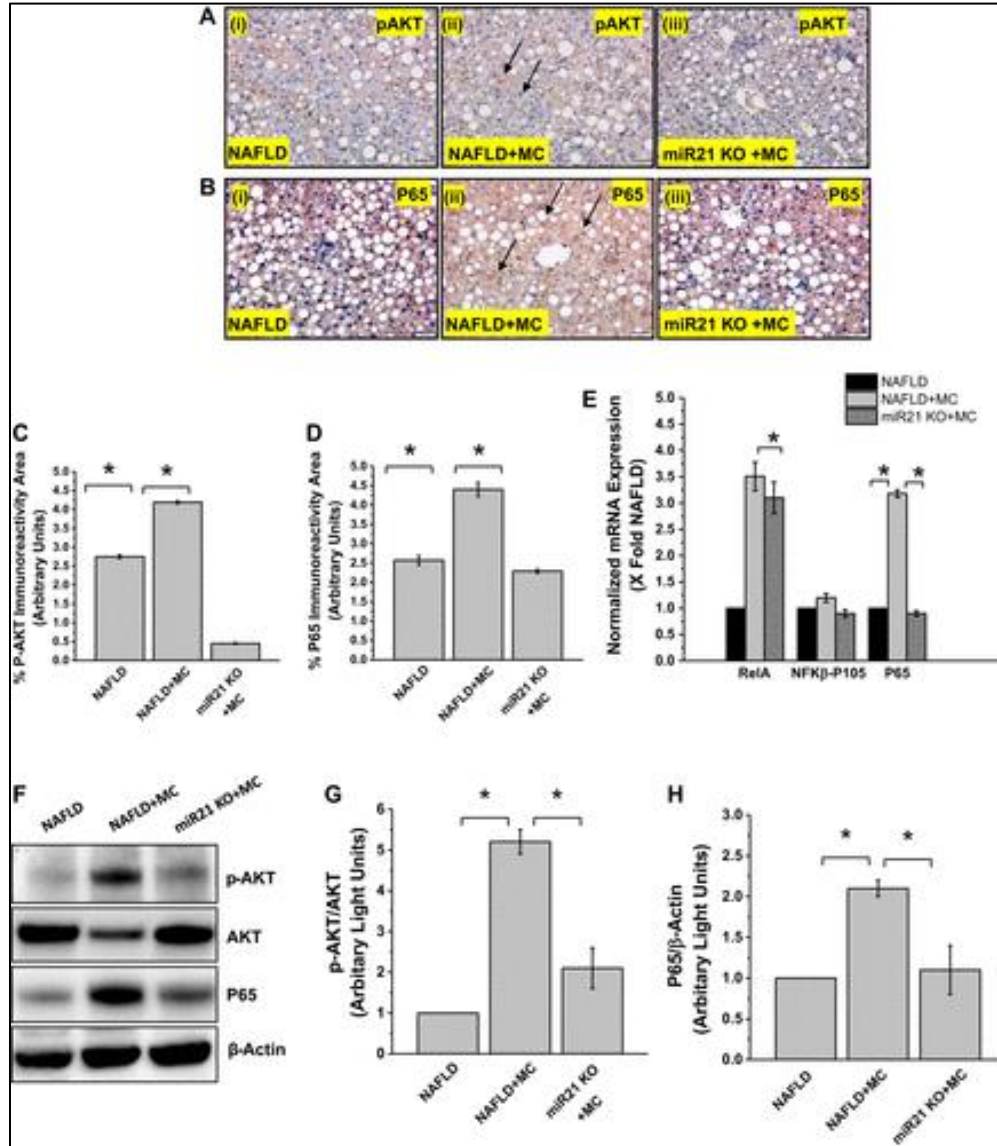 A
(i)
pAKT
(ii)
pAKT
(iii)
pAKT
NAFLD
NAFLD+MC
miR21 KO +MC
B
(i)
P65
(ii)
P65
(iii)
P65
NAFLD
NAFLD+MC
miR21 KO +MC
C
% P-AKT Immunoreactivity Area
(Arbitrary Units)
5.0
4.5
4.0
3.5
3.0
2.5
2.0
1.5
1.0
0.5
0.0
*
*
NAFLD
NAFLD+MC
miR21 KO
+MC
D
% P65 Immunoreactivity Area
(Arbitrary Units)
5.0
4.5
4.0
3.5
3.0
2.5
2.0
1.5
1.0
0.5
0.0
*
*
NAFLD
NAFLD+MC
miR21 KO
+MC
E
NAFLD
NAFLD+MC
miR21 KO+MC
Normalized mRNA Expression
(X Fold NAFLD)
5.0
4.5
4.0
3.5
3.0
2.5
2.0
1.5
1.0
0.5
0.0
*
*
*
RelA
NFKβ-P105
P65
F
NAFLD
NAFLD+MC
miR21 KO+MC
p-AKT
AKT
P65
β-Actin
G
p-AKT/AKT
(Arbitary Light Units)
6
5
4
3
2
1
0
*
*
NAFLD
NAFLD+MC
miR21 KO
+MC
H
P65/β-Actin
(Arbitary Light Units)
3.0
2.5
2.0
1.5
1.0
0.5
0.0
*
*
NAFLD
NAFLD+MC
miR21 KO+MC